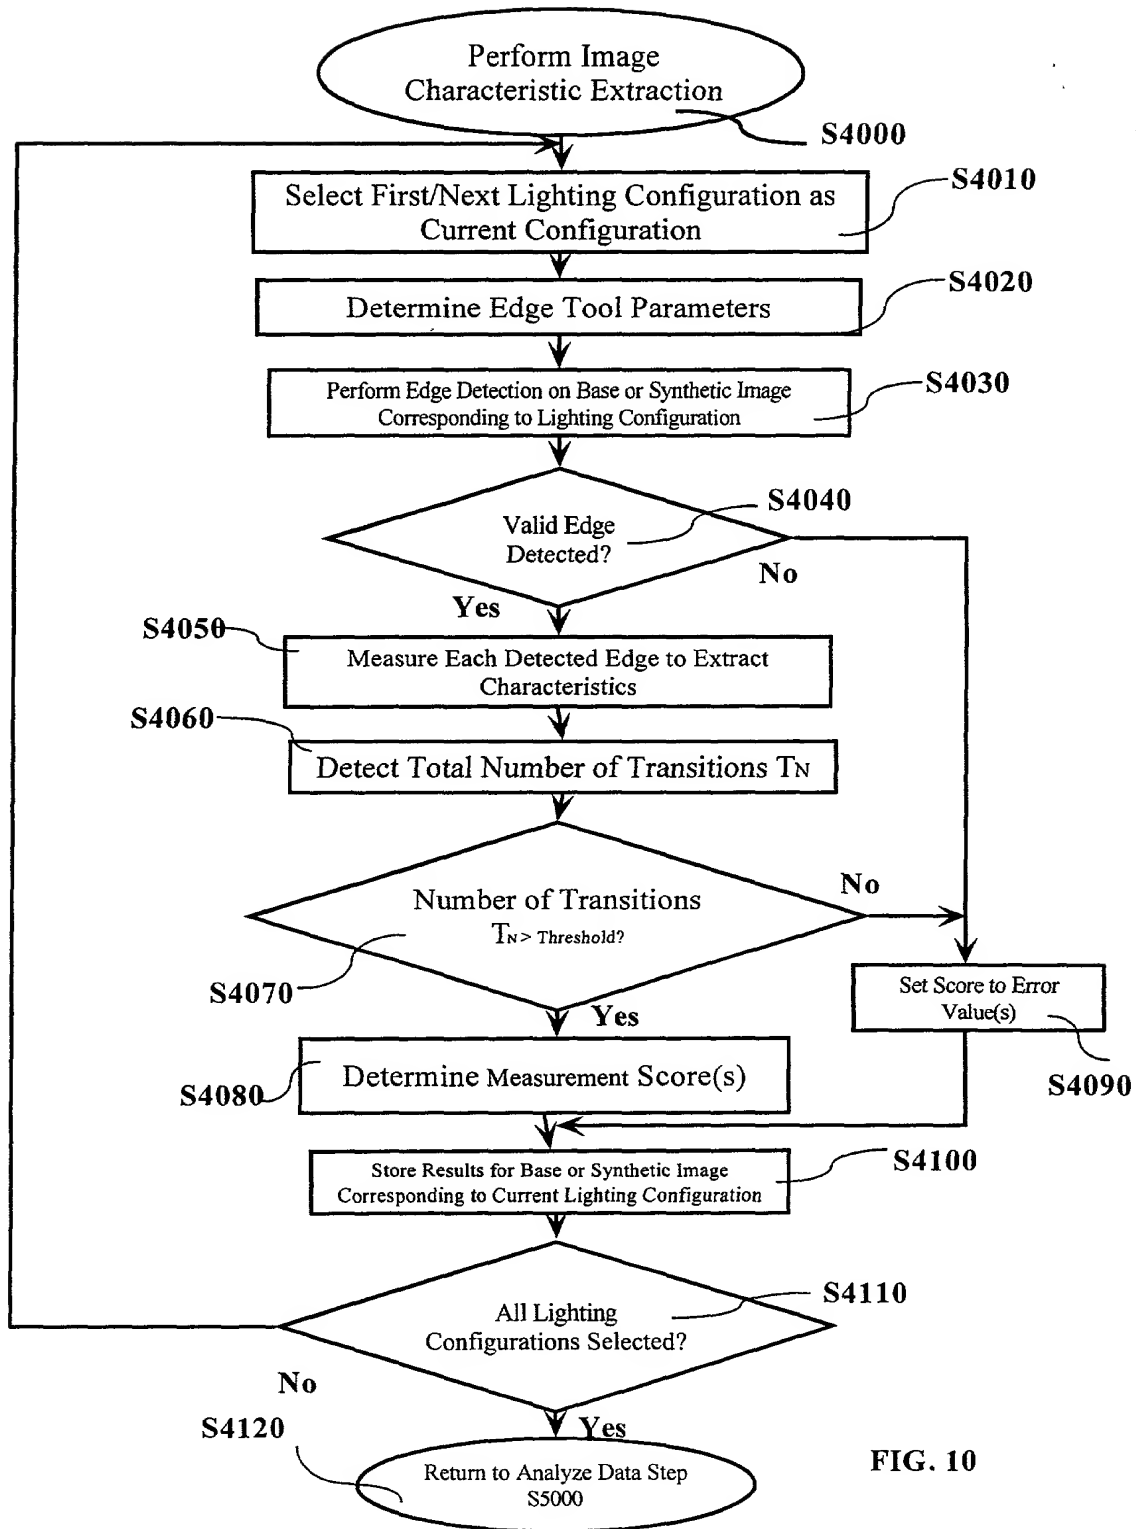 Perform Image
Characteristic Extraction
S4000
Select First/Next Lighting Configuration as
Current Configuration
S4010
Determine Edge Tool Parameters
S4020
Perform Edge Detection on Base or Synthetic Image
Corresponding to Lighting Configuration
S4030
Valid Edge
Detected?
S4040
No
Yes
S4050
Measure Each Detected Edge to Extract
Characteristics
S4060
Detect Total Number of Transitions TN
Number of Transitions
TN > Threshold?
No
S4070
Yes
Set Score to Error
Value(s)
S4090
Determine Measurement Score(s)
S4080
Store Results for Base or Synthetic Image
Corresponding to Current Lighting Configuration
S4100
All Lighting
Configurations Selected?
S4110
No
Yes
S4120
Return to Analyze Data Step
S5000
FIG. 10